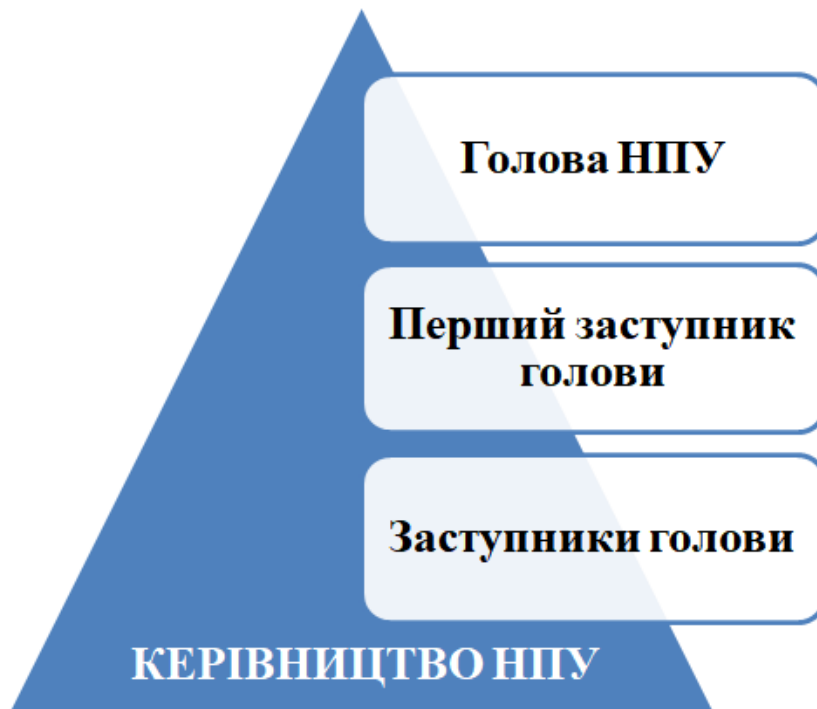 Голова НПУ
Перший заступник
голови
Заступники голови
КЕРІВНИЦТВО НПУ